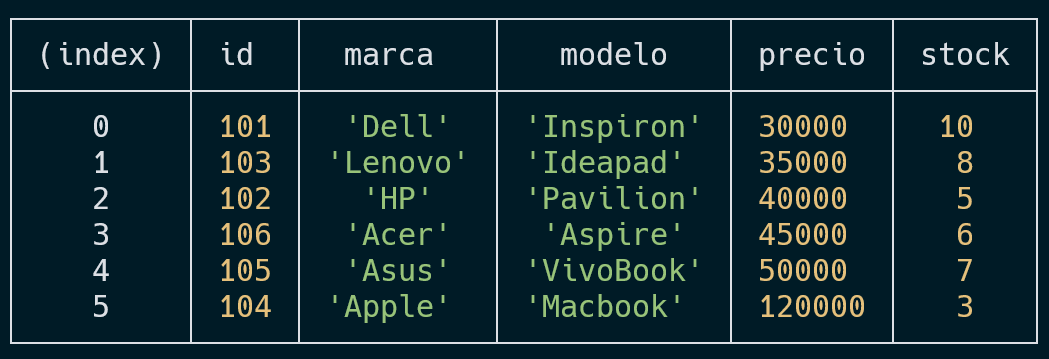 (index) id marca modelo precio stock
0 101 'Dell' 'Inspiron' 30000 10
1 103 'Lenovo' 'Ideapad' 35000 8
2 102 'HP' 'Pavilion' 40000 5
3 106 'Acer' 'Aspire' 45000 6
4 105 'Asus' 'VivoBook' 50000 7
5 104 'Apple' 'Macbook' 120000 3